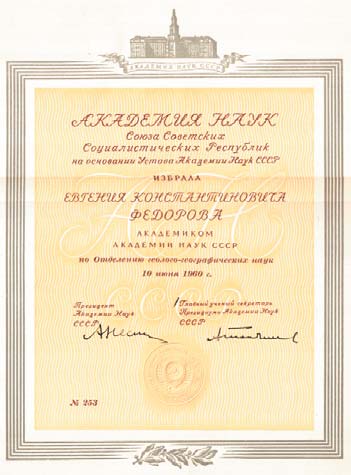 АКАДЕМИЯ НАУК СССР
АКАДЕМИЯ НАУК
Союза Советских
Социалистических Республик
на основании Устава Академии Наук СССР
ИЗБРАЛА
ЕВГЕНИЯ КОНСТАНТИНОВИЧА
ФЕДОРОВА
АКАДЕМИКОМ
АКАДЕМИИ НАУК СССР
по Отделению геолого-географических наук
10 июня 1960 г.
Президент
Академии Наук
СССР
Главный ученый секретарь
Президиума Академии Наук
СССР
№ 253